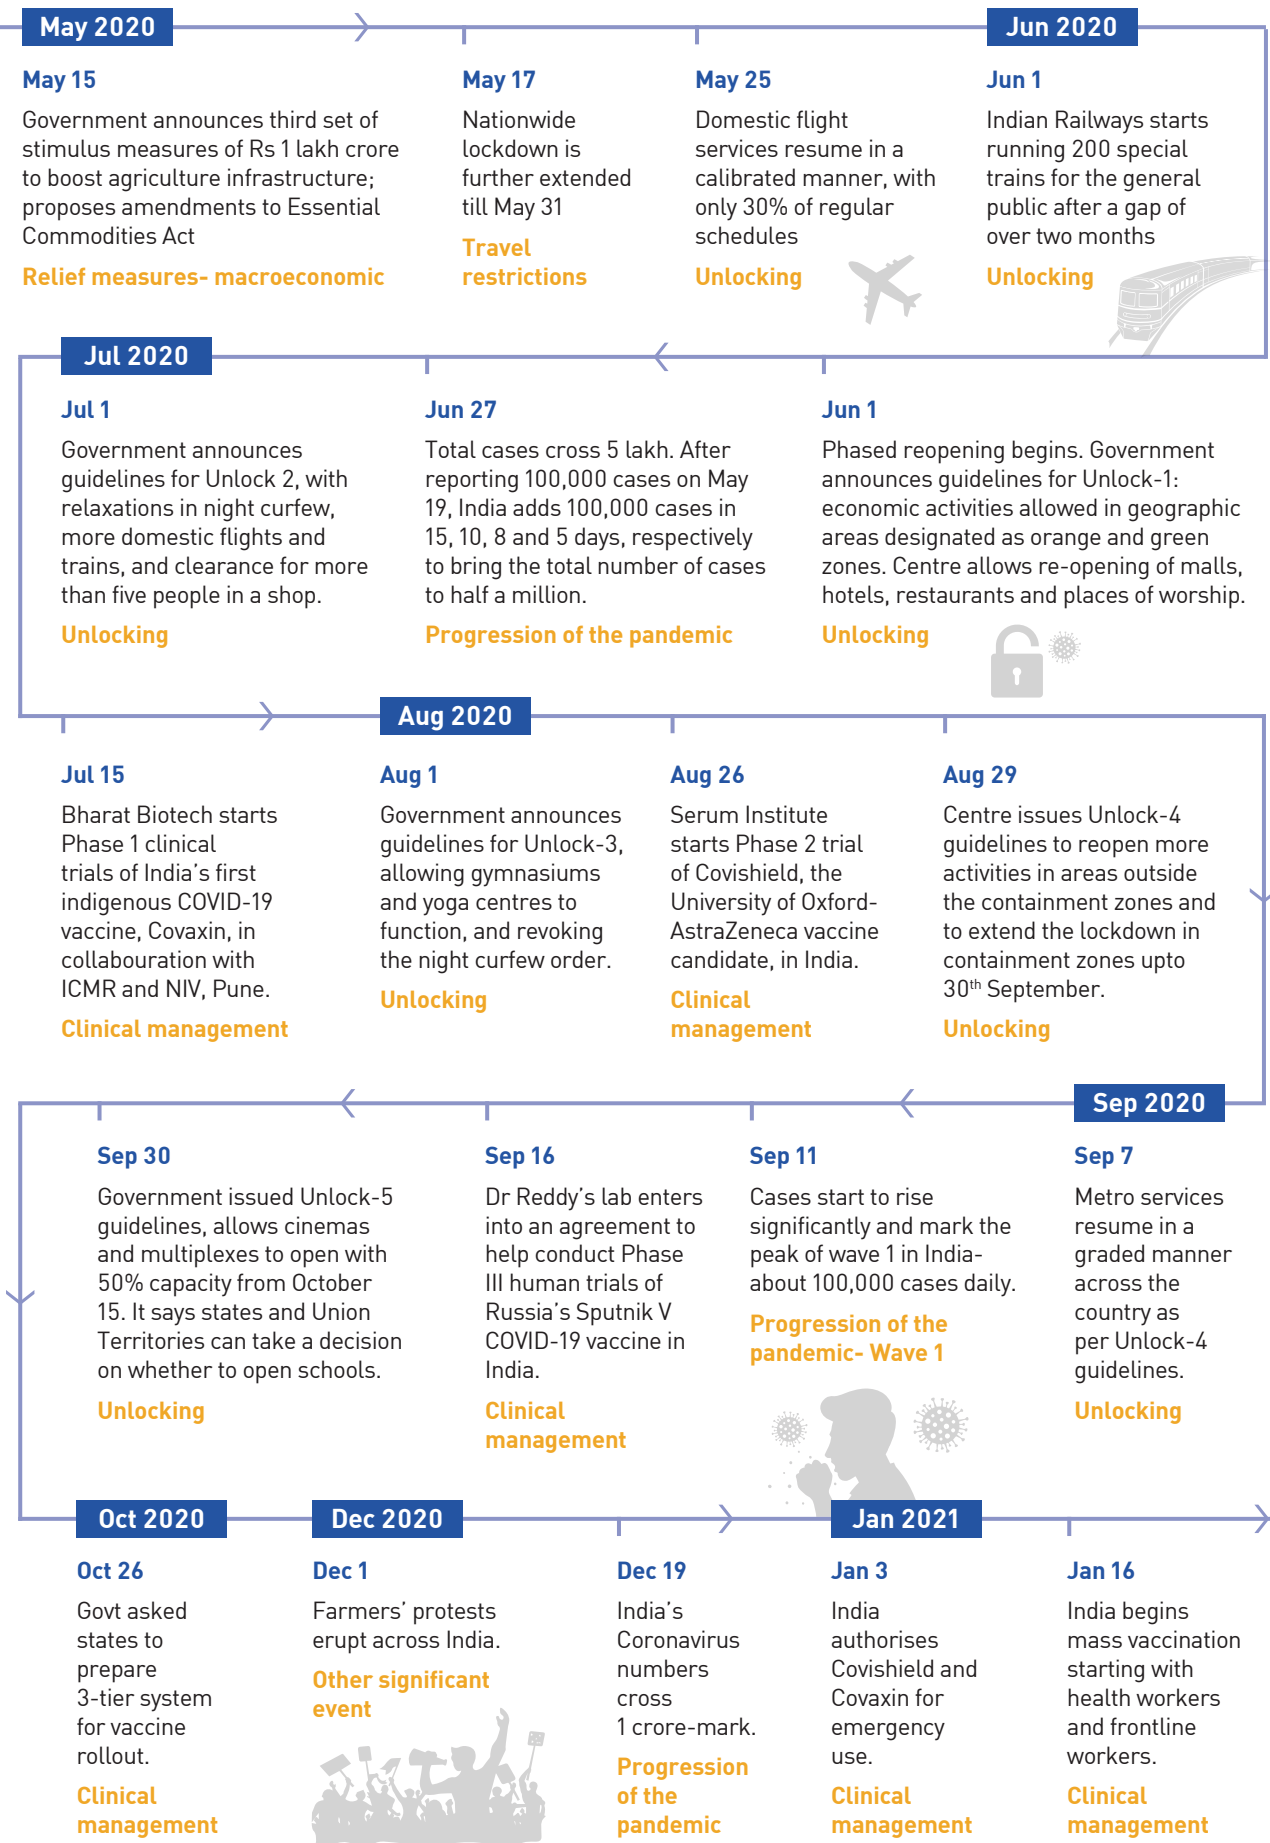 May 2020
Jun 2020
May 15
Government announces third set of
stimulus measures of Rs 1 lakh crore
to boost agriculture infrastructure;
proposes amendments to Essential
Commodities Act
Relief measures- macroeconomic
May 17
Nationwide
lockdown is
further extended
till May 31
Travel
restrictions
May 25
Domestic flight
services resume in a
calibrated manner, with
only 30% of regular
schedules
Unlocking
Jun 1
Indian Railways starts
running 200 special
trains for the general
public after a gap of
over two months
Unlocking
Jul 2020
Jul 1
Government announces
guidelines for Unlock 2, with
relaxations in night curfew,
more domestic flights and
trains, and clearance for more
than five people in a shop.
Unlocking
Jun 27
Total cases cross 5 lakh. After
reporting 100,000 cases on May
19, India adds 100,000 cases in
15, 10, 8 and 5 days, respectively
to bring the total number of cases
to half a million.
Progression of the pandemic
Jun 1
Phased reopening begins. Government
announces guidelines for Unlock-1:
economic activities allowed in geographic
areas designated as orange and green
zones. Centre allows re-opening of malls,
hotels, restaurants and places of worship.
Unlocking
Aug 2020
Jul 15
Bharat Biotech starts
Phase 1 clinical
trials of India's first
indigenous COVID-19
vaccine, Covaxin, in
collabouration with
ICMR and NIV, Pune.
Clinical management
Aug 1
Government announces
guidelines for Unlock-3,
allowing gymnasiums
and yoga centres to
function, and revoking
the night curfew order.
Unlocking
Aug 26
Serum Institute
starts Phase 2 trial
of Covishield, the
University of Oxford-
AstraZeneca vaccine
candidate, in India.
Clinical
management
Aug 29
Centre issues Unlock-4
guidelines to reopen more
activities in areas outside
the containment zones and
to extend the lockdown in
containment zones upto
30th September.
Unlocking
Sep 2020
Sep 30
Government issued Unlock-5
guidelines, allows cinemas
and multiplexes to open with
50% capacity from October
15. It says states and Union
Territories can take a decision
on whether to open schools.
Unlocking
Sep 16
Dr Reddy's lab enters
into an agreement to
help conduct Phase
III human trials of
Russia's Sputnik V
COVID-19 vaccine in
India.
Clinical
management
Sep 11
Cases start to rise
significantly and mark the
peak of wave 1 in India-
about 100,000 cases daily.
Progression of the
pandemic- Wave 1
Sep 7
Metro services
resume in a
graded manner
across the
country as
per Unlock-4
guidelines.
Unlocking
Oct 2020
Dec 2020
Jan 2021
Oct 26
Govt asked
states to
prepare
3-tier system
for vaccine
rollout.
Clinical
management
Dec 1
Farmers' protests
erupt across India.
Other significant
event
Dec 19
India's
Coronavirus
numbers
cross
1 crore-mark.
Progression
of the
pandemic
Jan 3
India
authorises
Covishield and
Covaxin for
emergency
use.
Clinical
management
Jan 16
India begins
mass vaccination
starting with
health workers
and frontline
workers.
Clinical
management